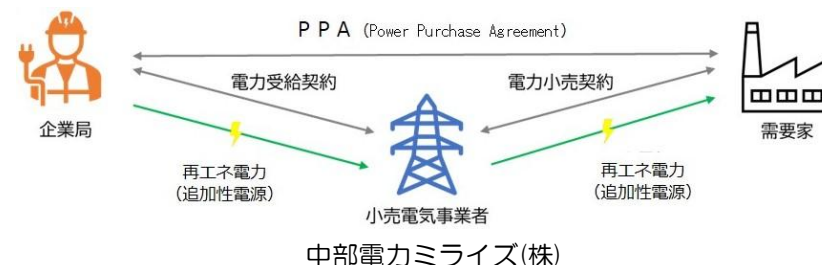 PPA (Power Purchase Agreement)
電力受給契約
電力小売契約
企業局
需要家
再エネ電力
(追加性電源)
再エネ電力
(追加性電源)
小売電気事業者
中部電力ミライズ(株)